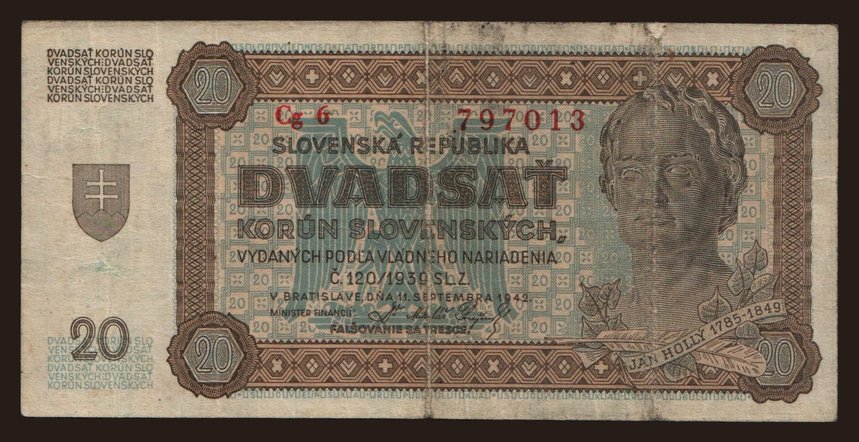 DVADSAŤ KORÚN SLO
VENSKÝCH:DVADSAŤ
KORÚN SLOVENSKÝCH
DVADSAŤ KORÚN SLO
VENSKÝCH:DVADSAŤ
KORÚN SLOVENSKÝCH
20
20
Cg 6 797013
SLOVENSKÁ REPUBLIKA
DVADSAŤ
KORÚN SLOVENSKÝCH,
VYDANÝCH PODĽA VLÁDNEHO NARIADENIA
Č. 120/1939 SL. Z.
V BRATISLAVE, DŇA 11. SEPTEMBRA 1942.
MINISTER FINANCIÍ:
FALŠOVANIE SA TRESCE.
JÁN HOLLÝ 1785-1849
20
20
20
KORÚN SLOVENSKÝCH
DVADSAŤ KORÚN SLO
VENSKÝCH:DVADSAŤ
KORÚN SLOVENSKÝCH